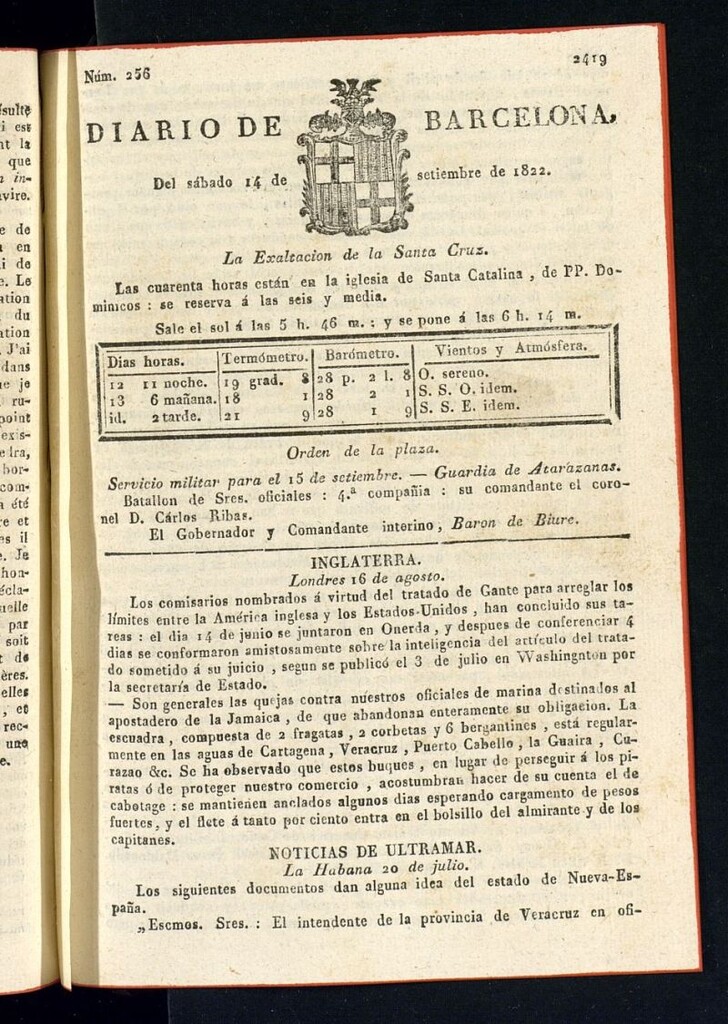 Núm. 256
2419
DIARIO DE BARCELONA,
Del sábado 14 de setiembre de 1822.
La Exaltacion de la Santa Cruz.
Las cuarenta horas están en la iglesia de Santa Catalina, de PP. Do-
minicos : se reserva á las seis y media.
Sale el sol á las 5 h. 46 m. : y se pone á las 6 h. 14 m.
Dias horas. Termómetro. Barómetro. Vientos y Atmósfera.
12 11 noche. 19 grad. 8 28 p. 2 l. 8 O. sereno.
13 6 mañana. 18 1 28 2 1 S. S. O. idem.
id. 2 tarde. 21 9 28 1 9 S. S. E. idem.
Orden de la plaza.
Servicio militar para el 15 de setiembre. — Guardia de Atarazanas.
Batallon de Sres. oficiales : 4.ª compañia : su comandante el coro-
nel D. Cárlos Ribas.
El Gobernador y Comandante interino, Baron de Biure.
INGLATERRA.
Londres 16 de agosto.
Los comisarios nombrados á virtud del tratado de Gante para arreglar los
límites entre la América inglesa y los Estados-Unidos, han concluido sus ta-
reas : el dia 14 de junio se juntaron en Onerda, y despues de conferenciar 4
dias se conformaron amistosamente sobre la inteligencia del artículo del trata-
do sometido á su juicio, segun se publicó el 3 de julio en Washingnton por
la secretaría de Estado.
— Son generales las quejas contra nuestros oficiales de marina destinados al
apostadero de la Jamaica, de que abandonan enteramente su obligacion. La
escuadra, compuesta de 2 fragatas, 2 corbetas y 6 bergantines, está regular-
mente en las aguas de Cartagena, Veracruz, Puerto Cabello, la Guaira, Cu-
razao &c. Se ha observado que estos buques, en lugar de perseguir á los pi-
ratas ó de proteger nuestro comercio, acostumbran hacer de su cuenta el de
cabotage : se mantienen anclados algunos dias esperando cargamento de pesos
fuertes, y el flete á tanto por ciento entra en el bolsillo del almirante y de los
capitanes.
NOTICIAS DE ULTRAMAR.
La Habana 20 de julio.
Los siguientes documentos dan alguna idea del estado de Nueva-Es-
paña.
„Escmos. Sres. : El intendente de la provincia de Veracruz en ofi-